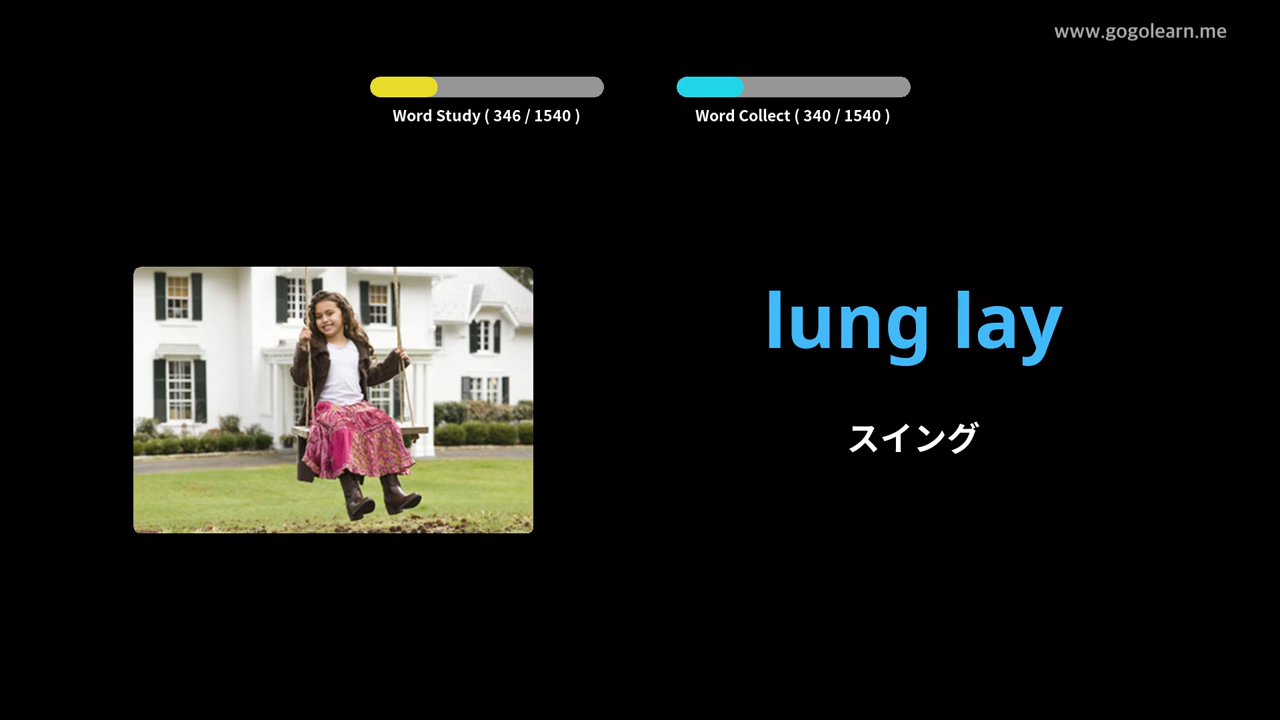 www.gogolearn.me
Word Study ( 346 / 1540 )
Word Collect ( 340 / 1540 )
lung lay
スイング